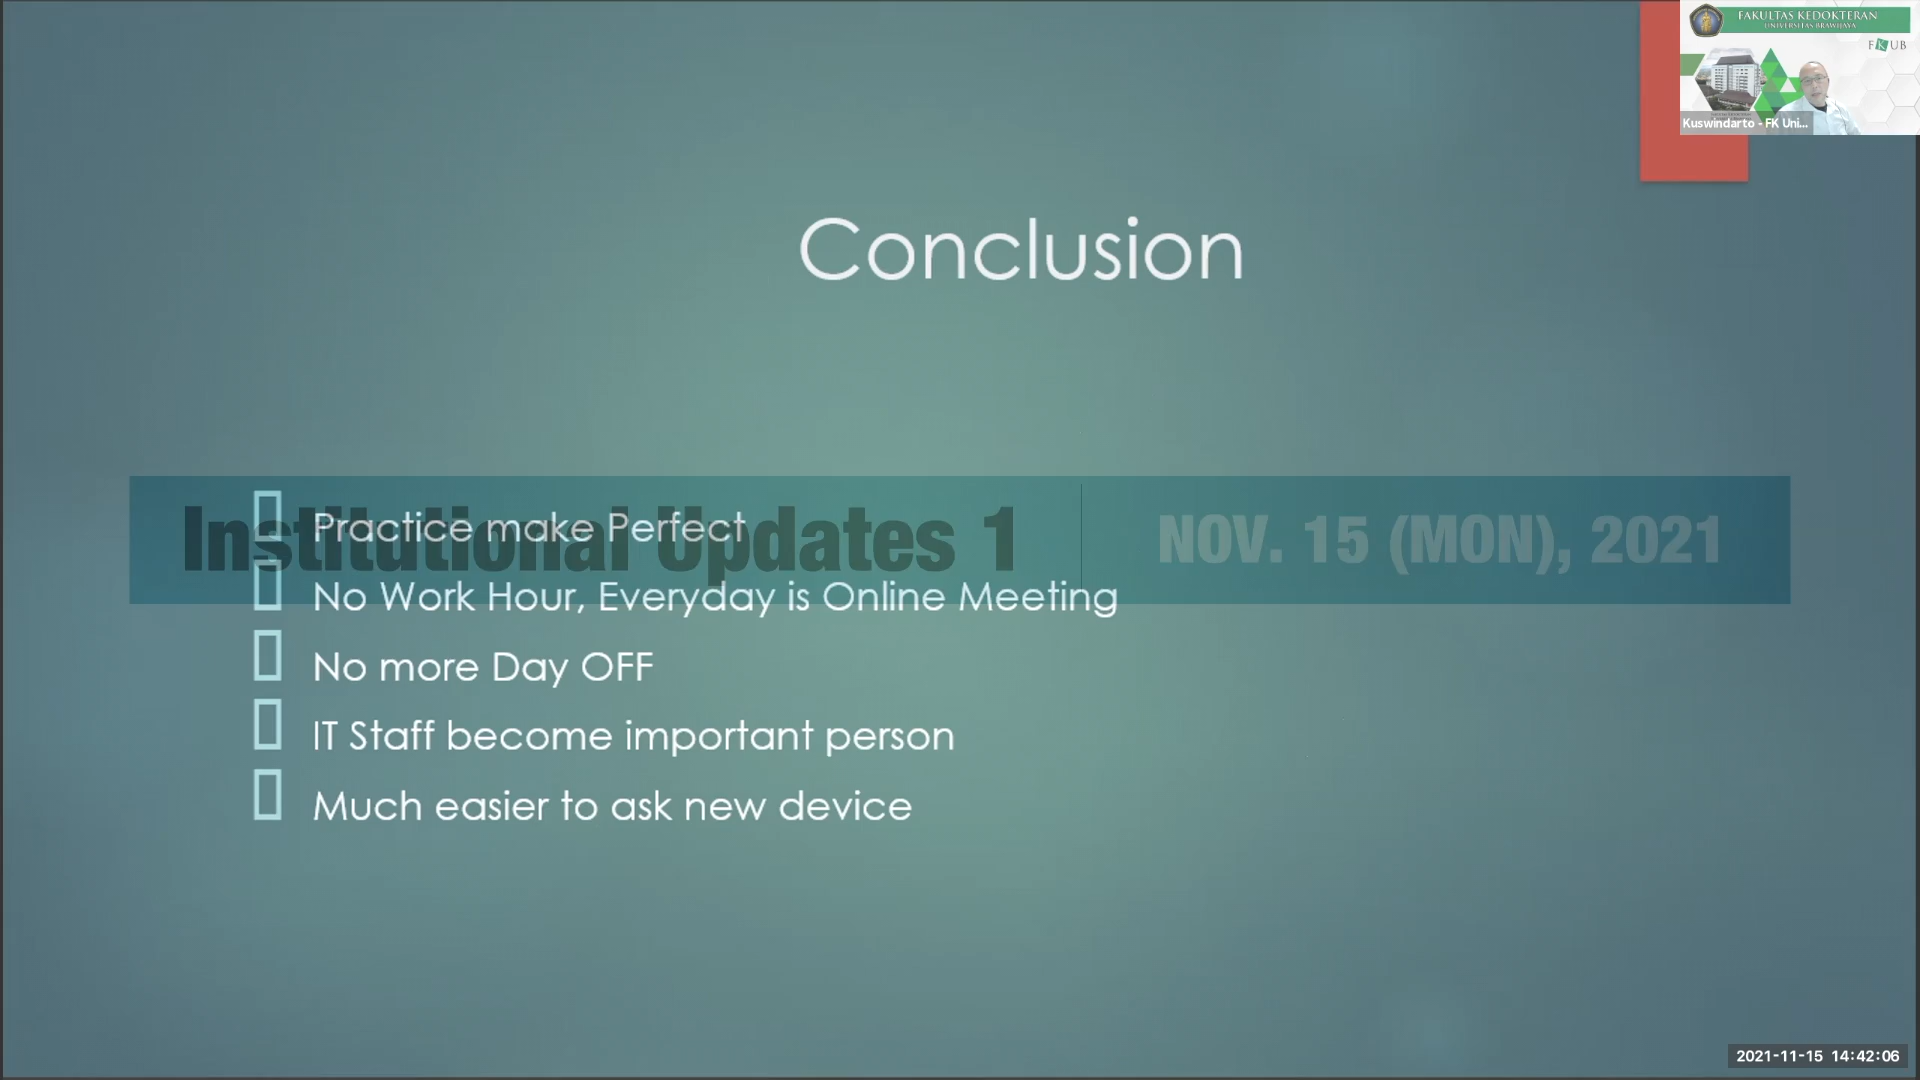 FAKULTAS KEDOKTERAN
UNIVERSITAS BRAWIJAYA
FKUB
Kuswindarto - FK Uni...
Conclusion
Institutional Updates 1
NOV. 15 (MON), 2021
Practice make Perfect
No Work Hour, Everyday is Online Meeting
No more Day OFF
IT Staff become important person
Much easier to ask new device
2021-11-15 14:42:06